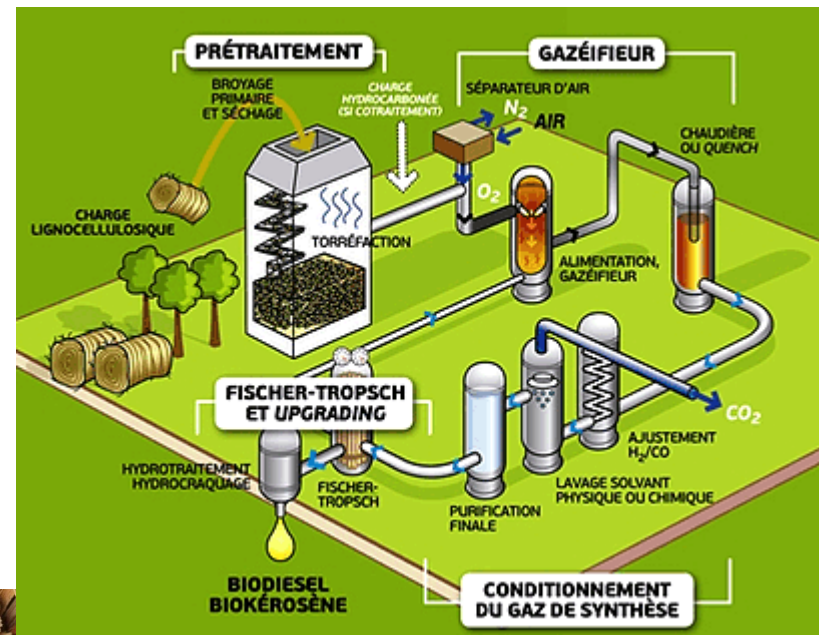 PRÉTRAITEMENT
BROYAGE
PRIMAIRE
ET SÉCHAGE
CHARGE
HYDROCARBONÉE
(SI COTRAITEMENT)
CHARGE
LIGNOCELLULOSIQUE
TORRÉFACTION
GAZÉIFIEUR
SÉPARATEUR D'AIR
N₂
AIR
O₂
CHAUDIÈRE
OU QUENCH
ALIMENTATION,
GAZÉIFIEUR
FISCHER-TROPSCH
ET UPGRADING
HYDROTRAITEMENT
HYDROCRAQUAGE
FISCHER-
TROPSCH
BIODIESEL
BIOKÉROSÈNE
CO₂
AJUSTEMENT
H₂/CO
LAVAGE SOLVANT
PHYSIQUE OU CHIMIQUE
PURIFICATION
FINALE
CONDITIONNEMENT
DU GAZ DE SYNTHÈSE